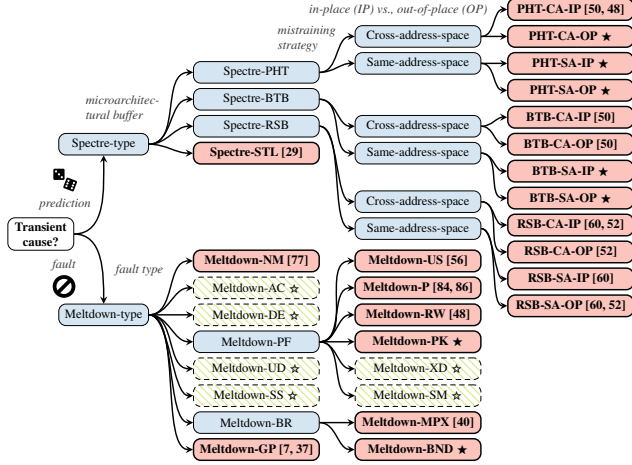 in-place (IP) vs., out-of-place (OP)
PHT-CA-IP [50, 48]
mistraining
strategy
Cross-address-space
PHT-CA-OP ★
Same-address-space
PHT-SA-IP ★
Spectre-PHT
PHT-SA-OP ★
microarchitec-
tural buffer
Spectre-BTB
BTB-CA-IP [50]
Spectre-RSB
Cross-address-space
BTB-CA-OP [50]
Spectre-type
Spectre-STL [29]
Same-address-space
BTB-SA-IP ★
BTB-SA-OP ★
prediction
Cross-address-space
RSB-CA-IP [60, 52]
Transient
cause?
Same-address-space
RSB-CA-OP [52]
fault
fault type
Meltdown-NM [77]
Meltdown-US [56]
RSB-SA-IP [60]
Meltdown-AC ☆
Meltdown-P [84, 86]
RSB-SA-OP [60, 52]
Meltdown-type
Meltdown-DE ☆
Meltdown-RW [48]
Meltdown-PF
Meltdown-PK ★
Meltdown-UD ☆
Meltdown-XD ☆
Meltdown-SS ☆
Meltdown-SM ☆
Meltdown-BR
Meltdown-MPX [40]
Meltdown-GP [7, 37]
Meltdown-BND ★